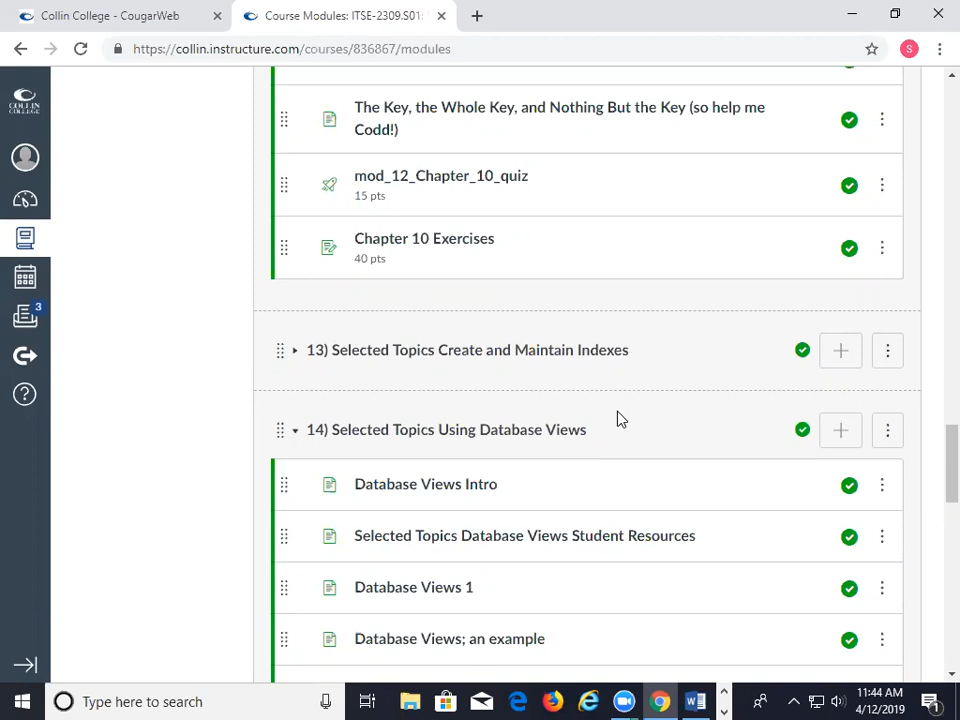 Collin College - CougarWeb
Course Modules: ITSE-2309.S01:
https://collin.instructure.com/courses/836867/modules
S
COLLIN
COLLEGE
3
The Key, the Whole Key, and Nothing But the Key (so help me
Codd!)
mod_12_Chapter_10_quiz
15 pts
Chapter 10 Exercises
40 pts
13) Selected Topics Create and Maintain Indexes
14) Selected Topics Using Database Views
Database Views Intro
Selected Topics Database Views Student Resources
Database Views 1
Database Views; an example
Type here to search
11:44 AM
4/12/2019
1